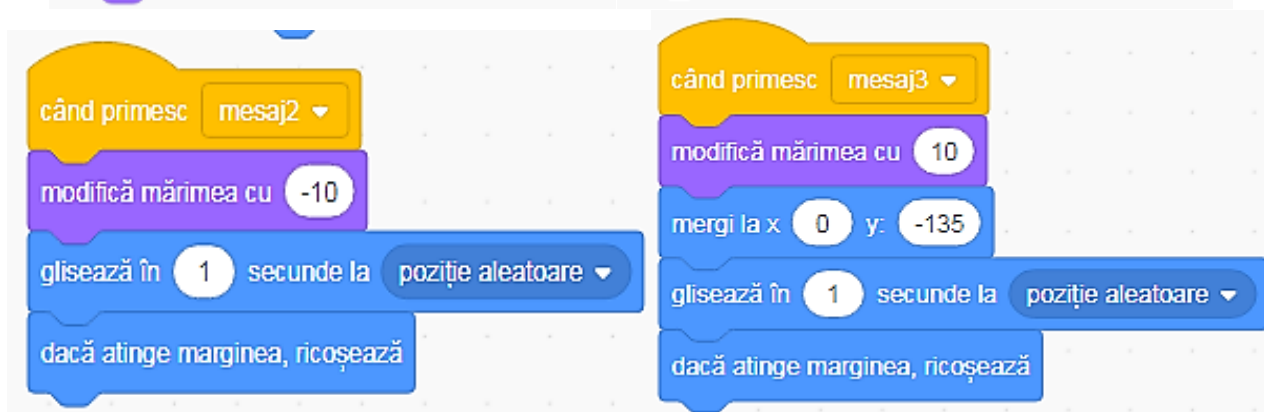 când primesc mesaj2
modifică mărimea cu -10
glisează în 1 secunde la poziție aleatoare
dacă atinge marginea, ricoșează
când primesc mesaj3
modifică mărimea cu 10
mergi la x 0 y: -135
glisează în 1 secunde la poziție aleatoare
dacă atinge marginea, ricoșează